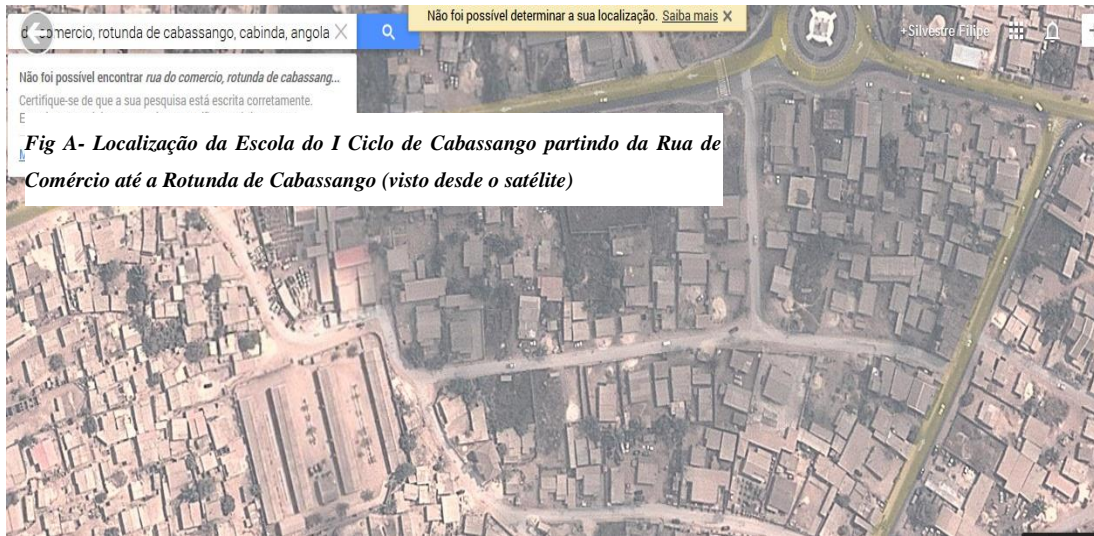 Não foi possível determinar a sua localização. Saiba mais X
comercio, rotunda de cabassango, cabinda, angola X
+Silvestre Filipe
Não foi possível encontrar rua do comercio, rotunda de cabassang...
Certifique-se de que a sua pesquisa está escrita corretamente.
Fig A- Localização da Escola do I Ciclo de Cabassango partindo da Rua de
Comércio até a Rotunda de Cabassango (visto desde o satélite)